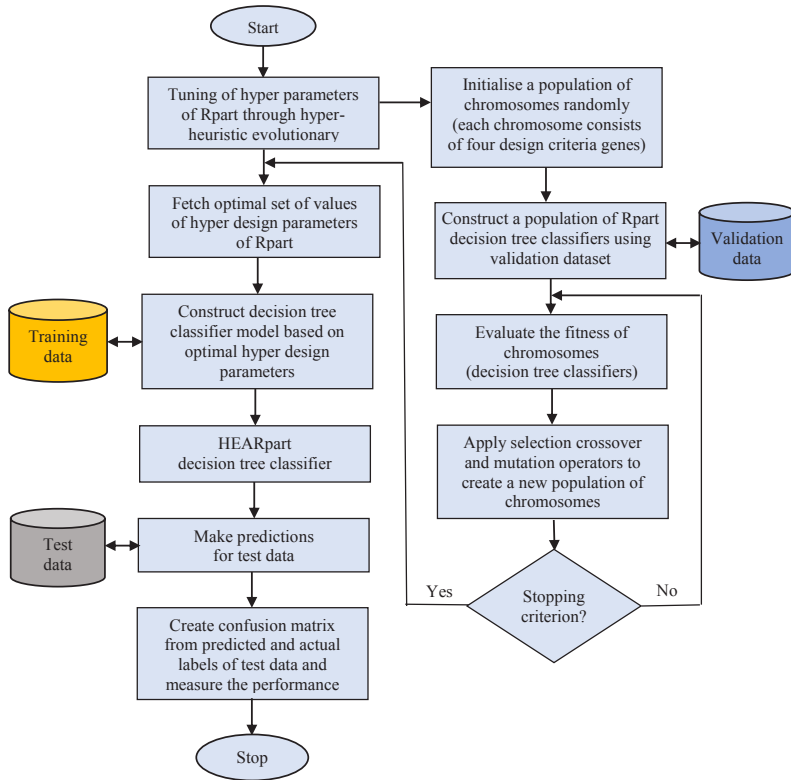 Start
Tuning of hyper parameters
of Rpart through hyper-
heuristic evolutionary
Initialise a population of
chromosomes randomly
(each chromosome consists
of four design criteria genes)
Fetch optimal set of values
of hyper design parameters
of Rpart
Construct a population of Rpart
decision tree classifiers using
validation dataset
Validation
data
Training
data
Construct decision tree
classifier model based on
optimal hyper design
parameters
Evaluate the fitness of
chromosomes
(decision tree classifiers)
HEARpart
decision tree classifier
Apply selection crossover
and mutation operators to
create a new population of
chromosomes
Test
data
Make predictions
for test data
Yes
Stopping
criterion?
No
Create confusion matrix
from predicted and actual
labels of test data and
measure the performance
Stop